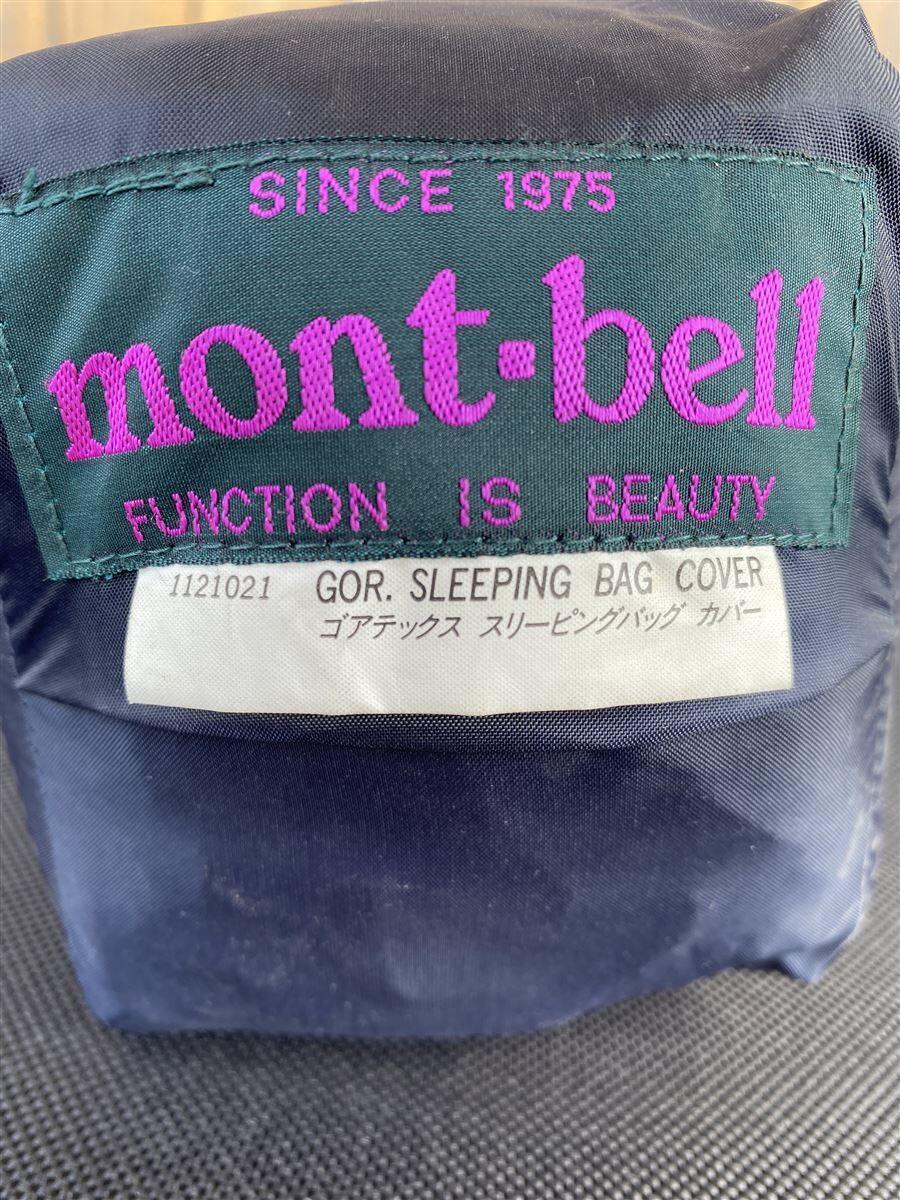 SINCE 1975
mont-bell
FUNCTION IS BEAUTY
1121021 GOR. SLEEPING BAG COVER
ゴアテックス スリーピングバッグ カバー